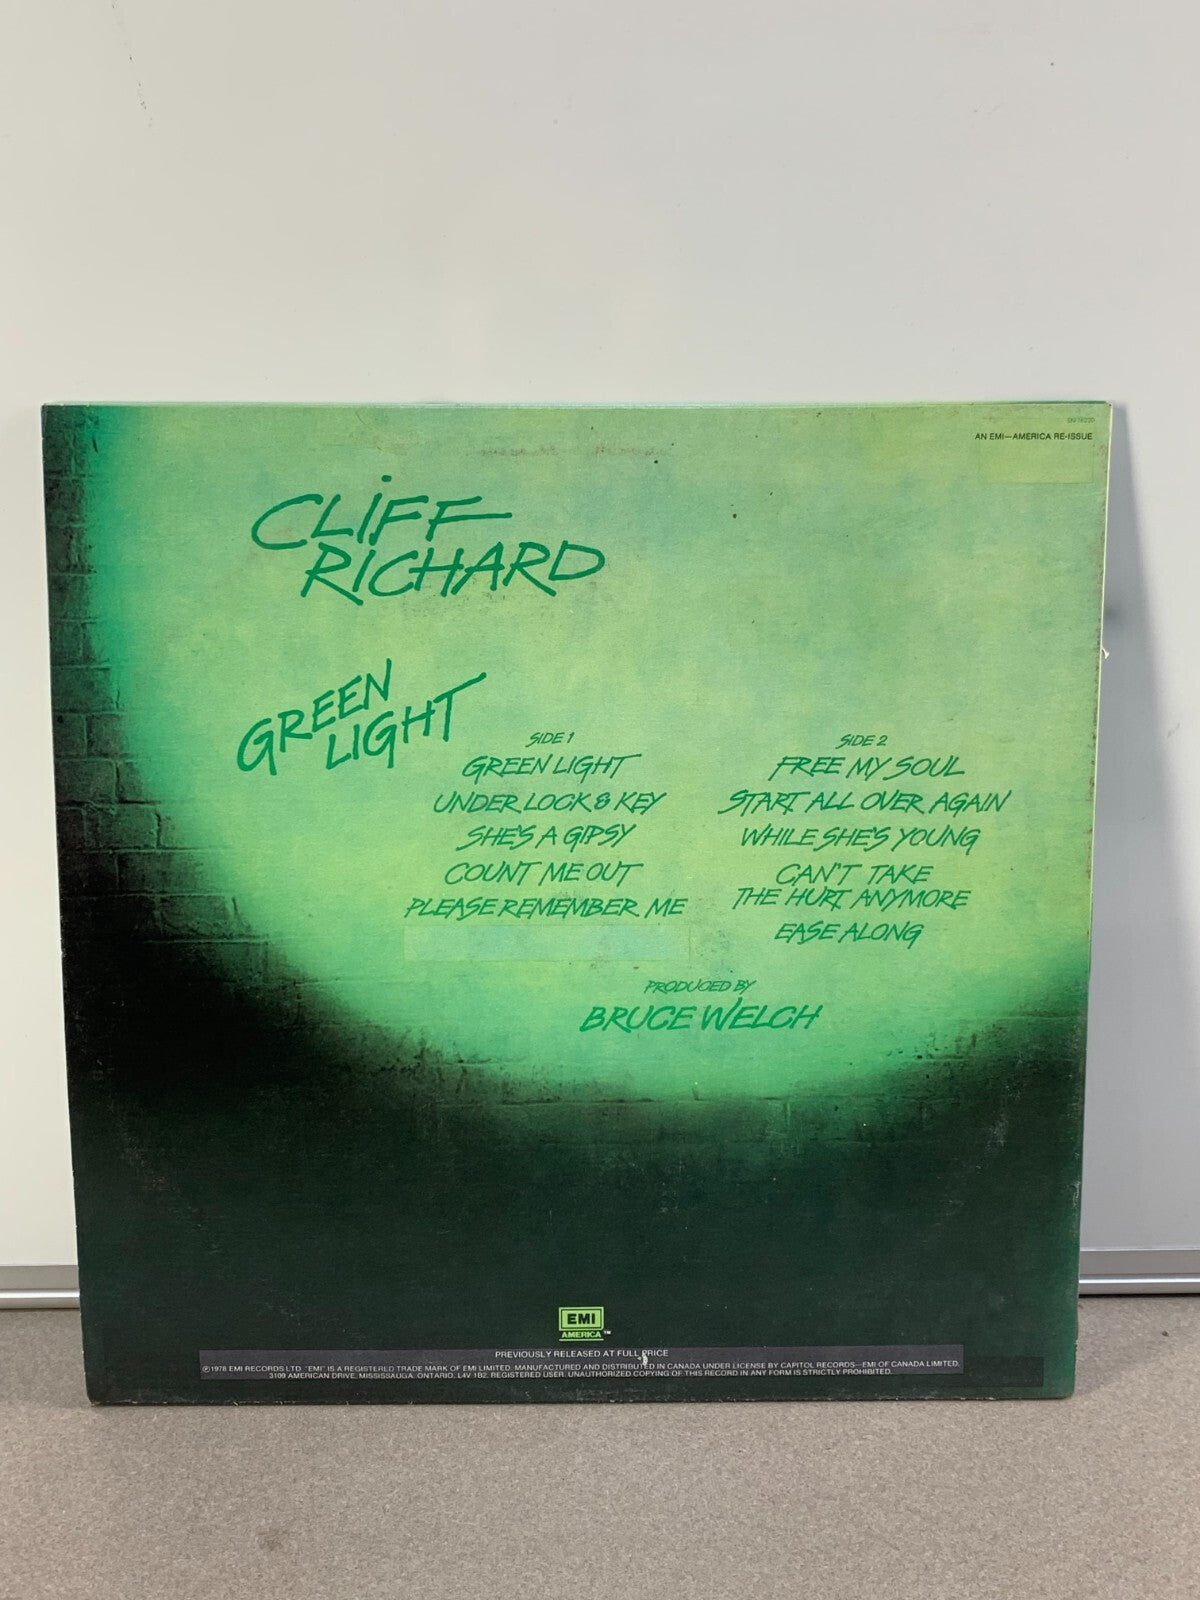 AN EMI—AMERICA RE-ISSUE
CLIFF
RICHARD
GREEN
LIGHT
SIDE 1
GREEN LIGHT
UNDER LOCK & KEY
SHE'S A GIPSY
COUNT ME OUT
PLEASE REMEMBER ME
SIDE 2
FREE MY SOUL
START ALL OVER AGAIN
WHILE SHE'S YOUNG
CAN'T TAKE
THE HURT ANYMORE
EASE ALONG
PRODUCED BY
BRUCE WELCH
EMI
AMERICA ™
PREVIOUSLY RELEASED AT FULL PRICE
℗ 1978 EMI RECORDS LTD. "EMI" IS A REGISTERED TRADE MARK OF EMI LIMITED. MANUFACTURED AND DISTRIBUTED IN CANADA UNDER LICENSE BY CAPITOL RECORDS—EMI OF CANADA LIMITED,
3109 AMERICAN DRIVE, MISSISSAUGA, ONTARIO, L4V 1B2. REGISTERED USER. UNAUTHORIZED COPYING OF THIS RECORD IN ANY FORM IS STRICTLY PROHIBITED.